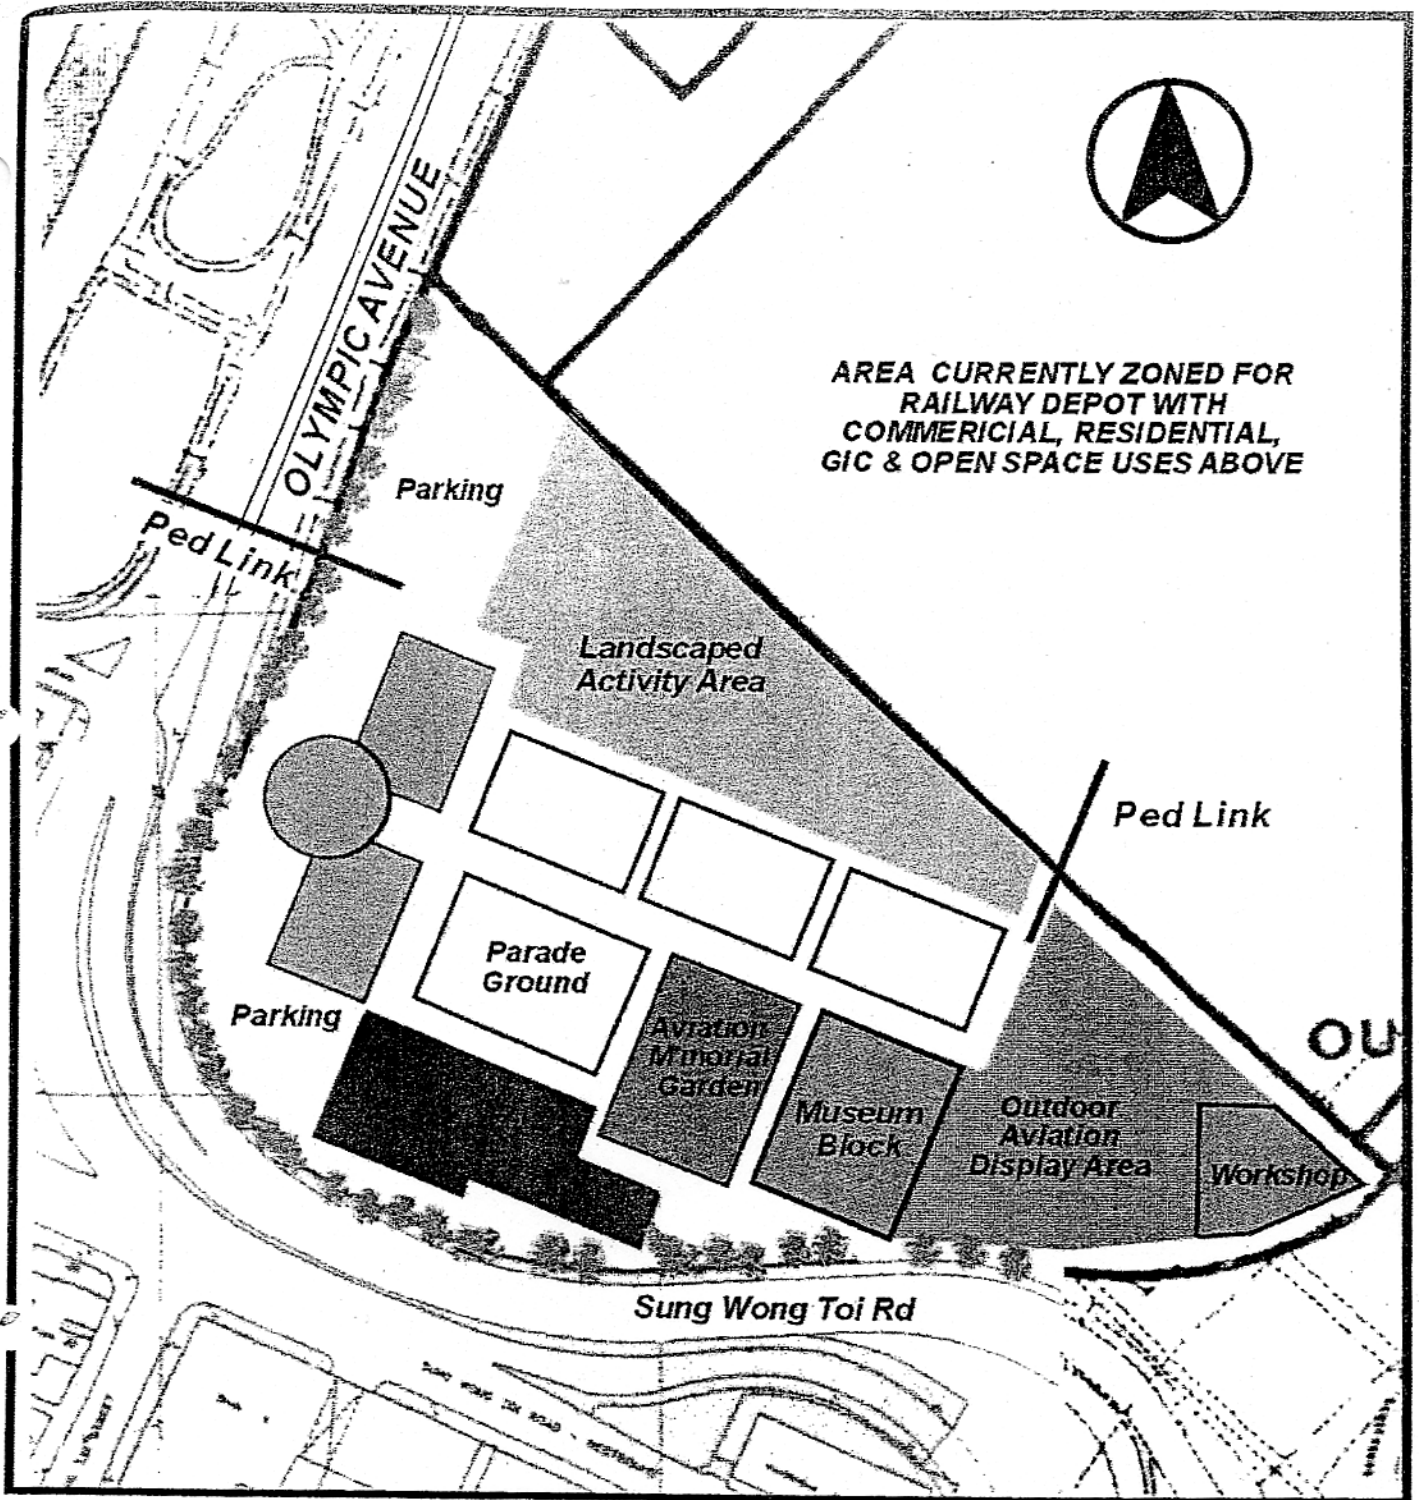 OLYMPIC AVENUE
AREA CURRENTLY ZONED FOR
RAILWAY DEPOT WITH
COMMERICIAL, RESIDENTIAL,
GIC & OPEN SPACE USES ABOVE
Parking
Ped Link
Landscaped
Activity Area
Ped Link
Parade
Ground
Parking
Aviation
Mmorial
Garden
OU
Museum
Block
Outdoor
Aviation
Display Area
Workshop
Sung Wong Toi Rd